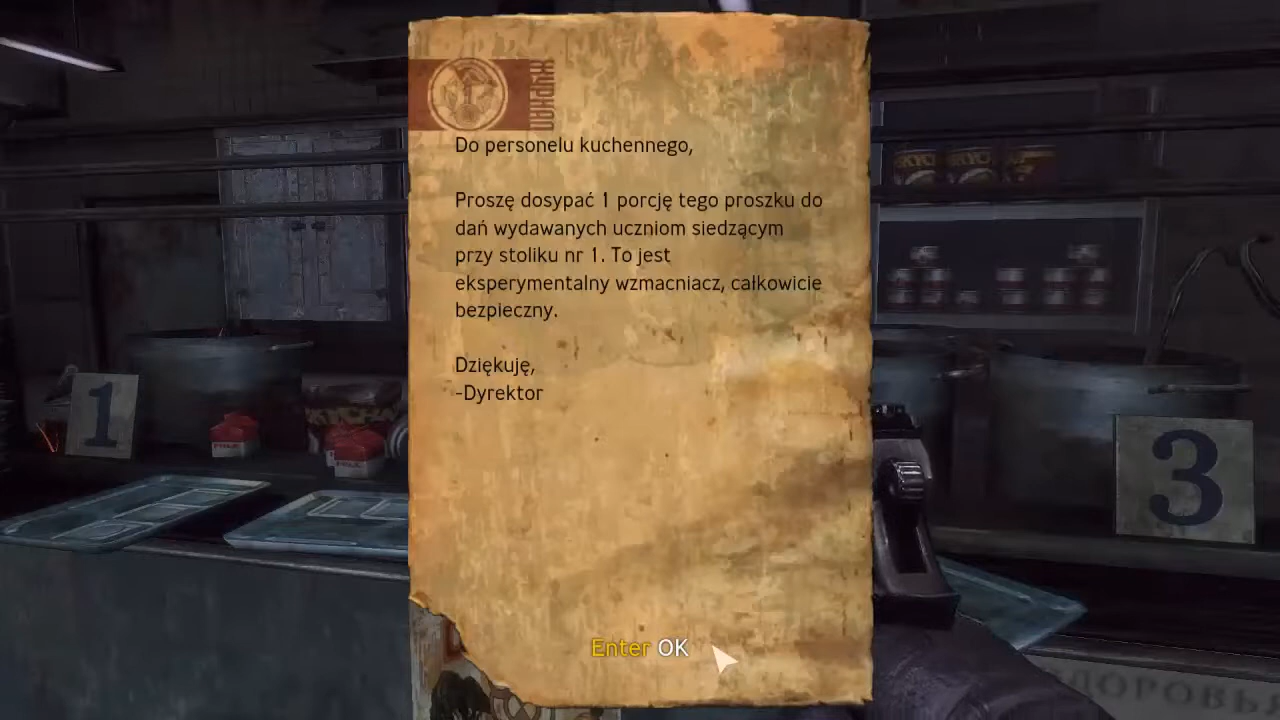 Do personelu kuchennego,
Proszę dosypać 1 porcję tego proszku do
dań wydawanych uczniom siedzącym
przy stoliku nr 1. To jest
eksperymentalny wzmacniacz, całkowicie
bezpieczny.
Dziękuję,
-Dyrektor
Enter OK
1
3